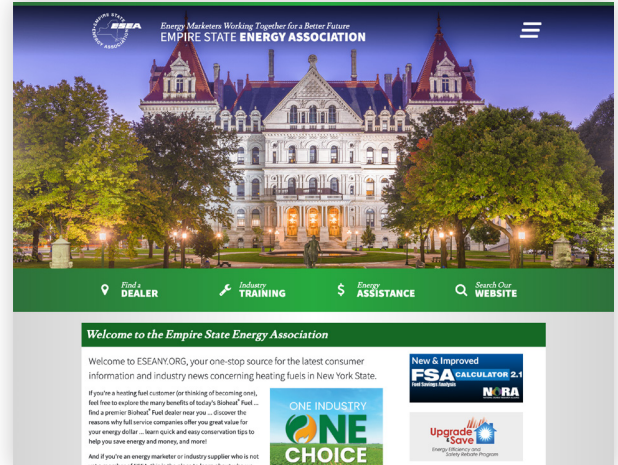 EMPIRE STATE
ESEA
ENERGY ASSOCIATION
Energy Marketers Working Together for a Better Future
EMPIRE STATE ENERGY ASSOCIATION
Find a
DEALER
Industry
TRAINING
Energy
ASSISTANCE
Search Our
WEBSITE
Welcome to the Empire State Energy Association
Welcome to ESEANY.ORG, your one-stop source for the latest consumer
information and industry news concerning heating fuels in New York State.
If you're a heating fuel customer (or thinking of becoming one),
feel free to explore the many benefits of today's Bioheat® Fuel ...
find a premier Bioheat® Fuel dealer near you ... discover the
reasons why full service companies offer you great value for
your energy dollar ... learn quick and easy conservation tips to
help you save energy and money, and more!
And if you're an energy marketer or industry supplier who is not
ONE INDUSTRY
ONE
CHOICE
New & Improved
FSA CALCULATOR 2.1
Fuel Savings Analysis
NORA
Upgrade
&Save
Energy Efficiency and
Safety Rebate Program